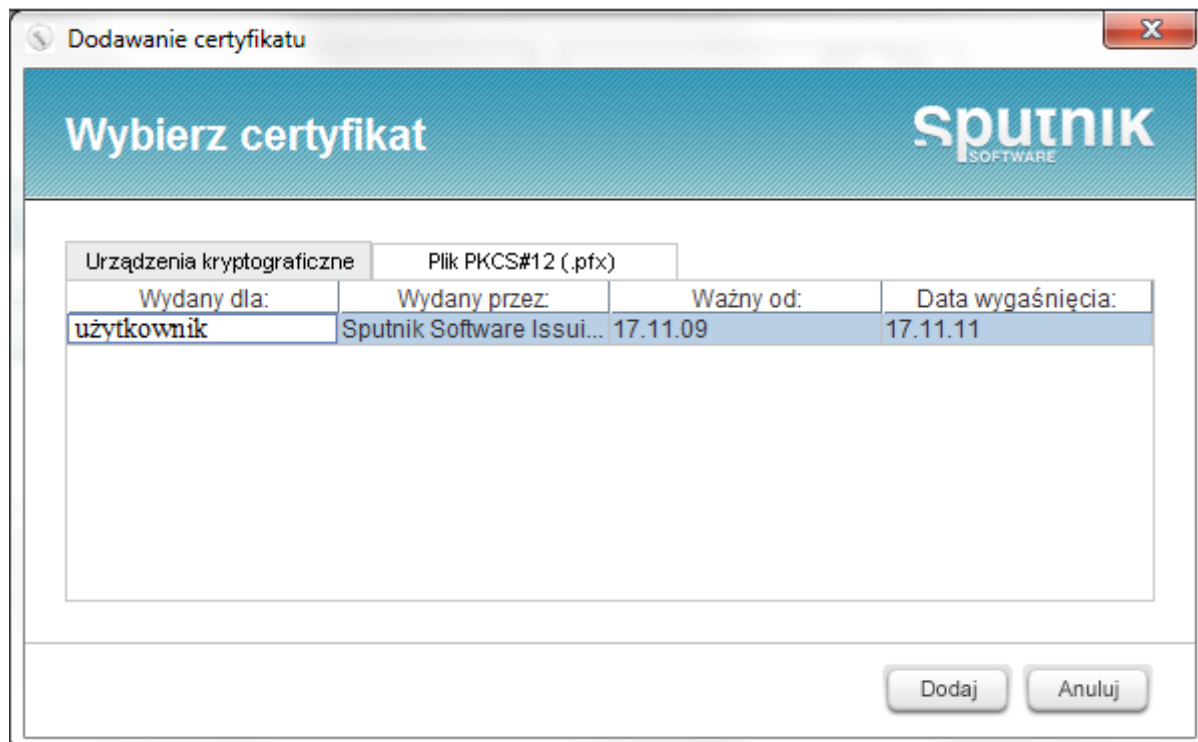 Dodawanie certyfikatu
Wybierz certyfikat
Sputnik
SOFTWARE
Urządzenia kryptograficzne Plik PKCS#12 (.pfx)
Wydany dla: Wydany przez: Ważny od: Data wygaśnięcia:
użytkownik Sputnik Software Issui... 17.11.09 17.11.11
Dodaj Anuluj